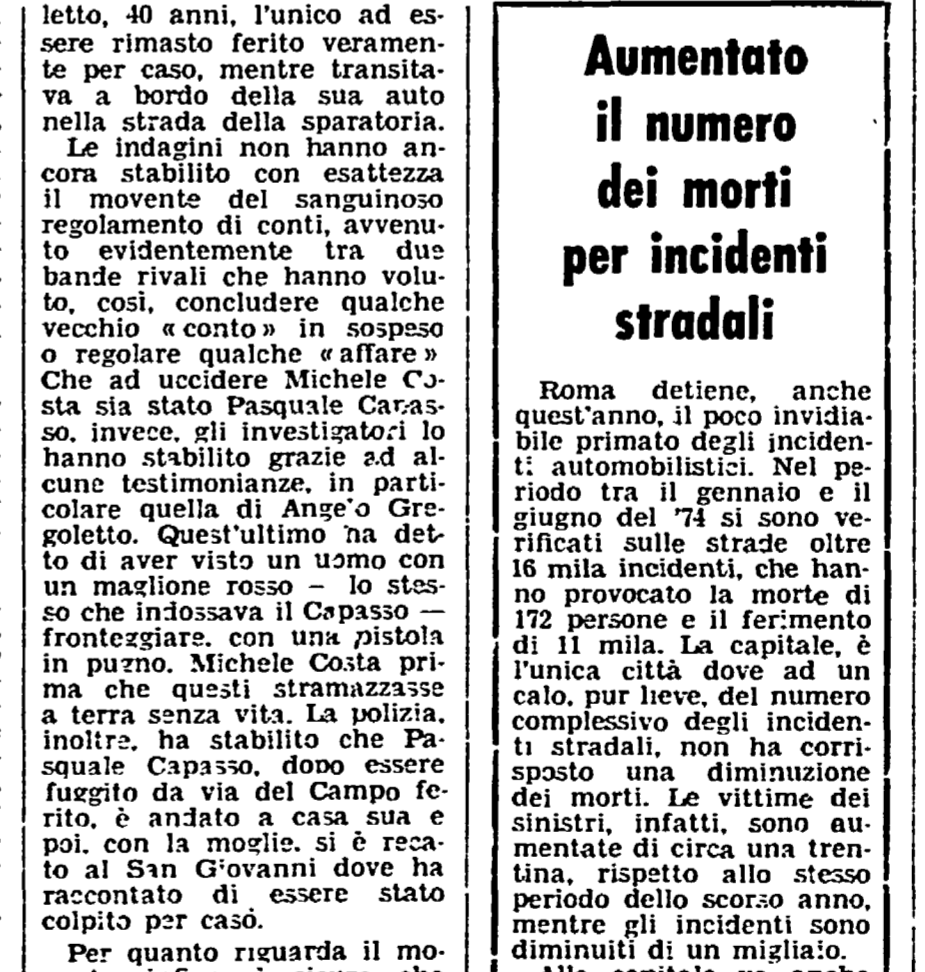 letto, 40 anni, l'unico ad es-
sere rimasto ferito veramen-
te per caso, mentre transita-
va a bordo della sua auto
nella strada della sparatoria.
Le indagini non hanno an-
cora stabilito con esattezza
il movente del sanguinoso
regolamento di conti, avvenu-
to evidentemente tra due
bande rivali che hanno volu-
to, così, concludere qualche
vecchio « conto » in sospeso
o regolare qualche « affare »
Che ad uccidere Michele Co-
sta sia stato Pasquale Capas-
so, invece, gli investigatori lo
hanno stabilito grazie ad al-
cune testimonianze, in parti-
colare quella di Angelo Gre-
goletto. Quest'ultimo ha det-
to di aver visto un uomo con
un maglione rosso — lo stes-
so che indossava il Capasso —
fronteggiare, con una pistola
in pugno, Michele Costa pri-
ma che questi stramazzasse
a terra senza vita. La polizia,
inoltre, ha stabilito che Pa-
squale Capasso, dopo essere
fuggito da via del Campo fe-
rito, è andato a casa sua e
poi, con la moglie, si è reca-
to al San Giovanni dove ha
raccontato di essere stato
colpito per caso.
Per quanto riguarda il mo-
Aumentato
il numero
dei morti
per incidenti
stradali
Roma detiene, anche
quest'anno, il poco invidia-
bile primato degli inciden-
ti automobilistici. Nel pe-
riodo tra il gennaio e il
giugno del '74 si sono ve-
rificati sulle strade oltre
16 mila incidenti, che han-
no provocato la morte di
172 persone e il ferimento
di 11 mila. La capitale, è
l'unica città dove ad un
calo, pur lieve, del numero
complessivo degli inciden-
ti stradali, non ha corri-
sposto una diminuzione
dei morti. Le vittime dei
sinistri, infatti, sono au-
mentate di circa una tren-
tina, rispetto allo stesso
periodo dello scorso anno,
mentre gli incidenti sono
diminuiti di un migliaio.